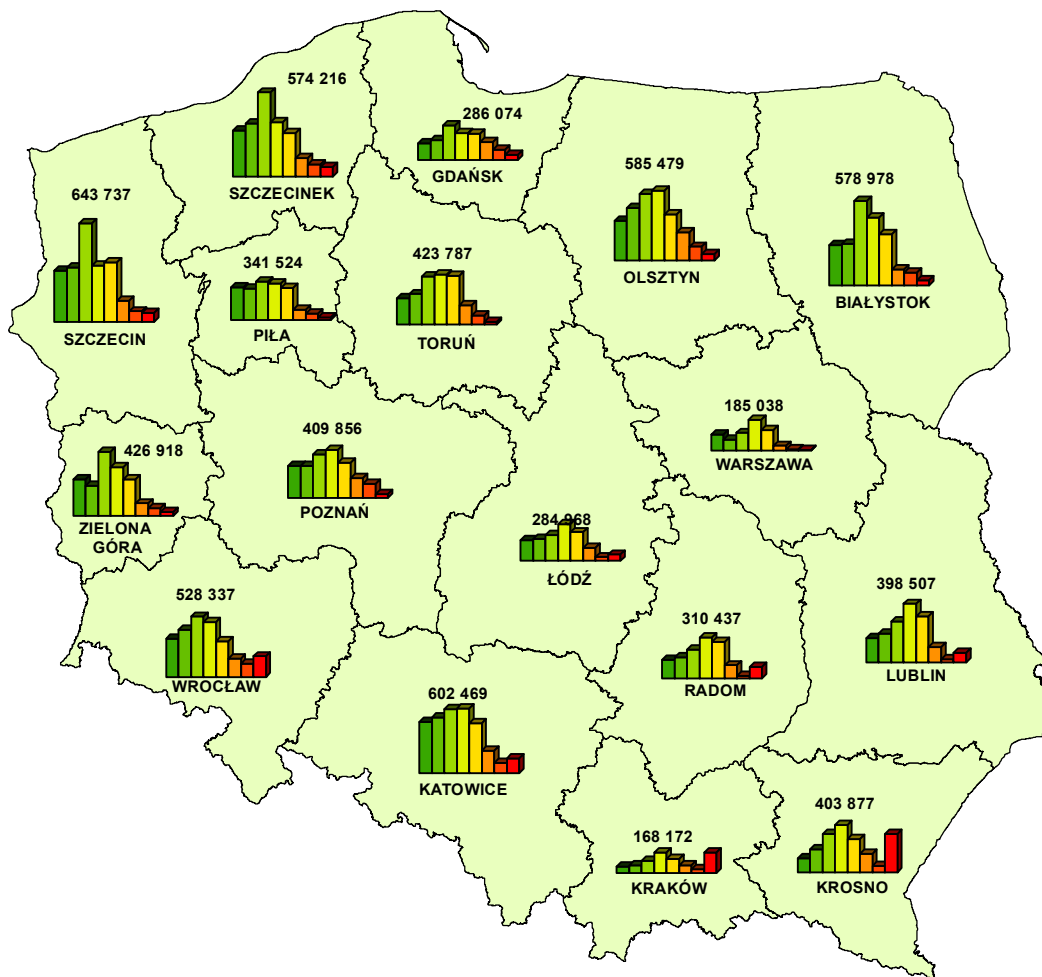 574 216
SZCZECINEK
286 074
GDAŃSK
585 479
OLSZTYN
578 978
BIAŁYSTOK
643 737
SZCZECIN
341 524
PIŁA
423 787
TORUŃ
185 038
WARSZAWA
426 918
ZIELONA
GÓRA
409 856
POZNAŃ
284 968
ŁÓDŹ
398 507
LUBLIN
528 337
WROCŁAW
310 437
RADOM
602 469
KATOWICE
168 172
KRAKÓW
403 877
KROSNO